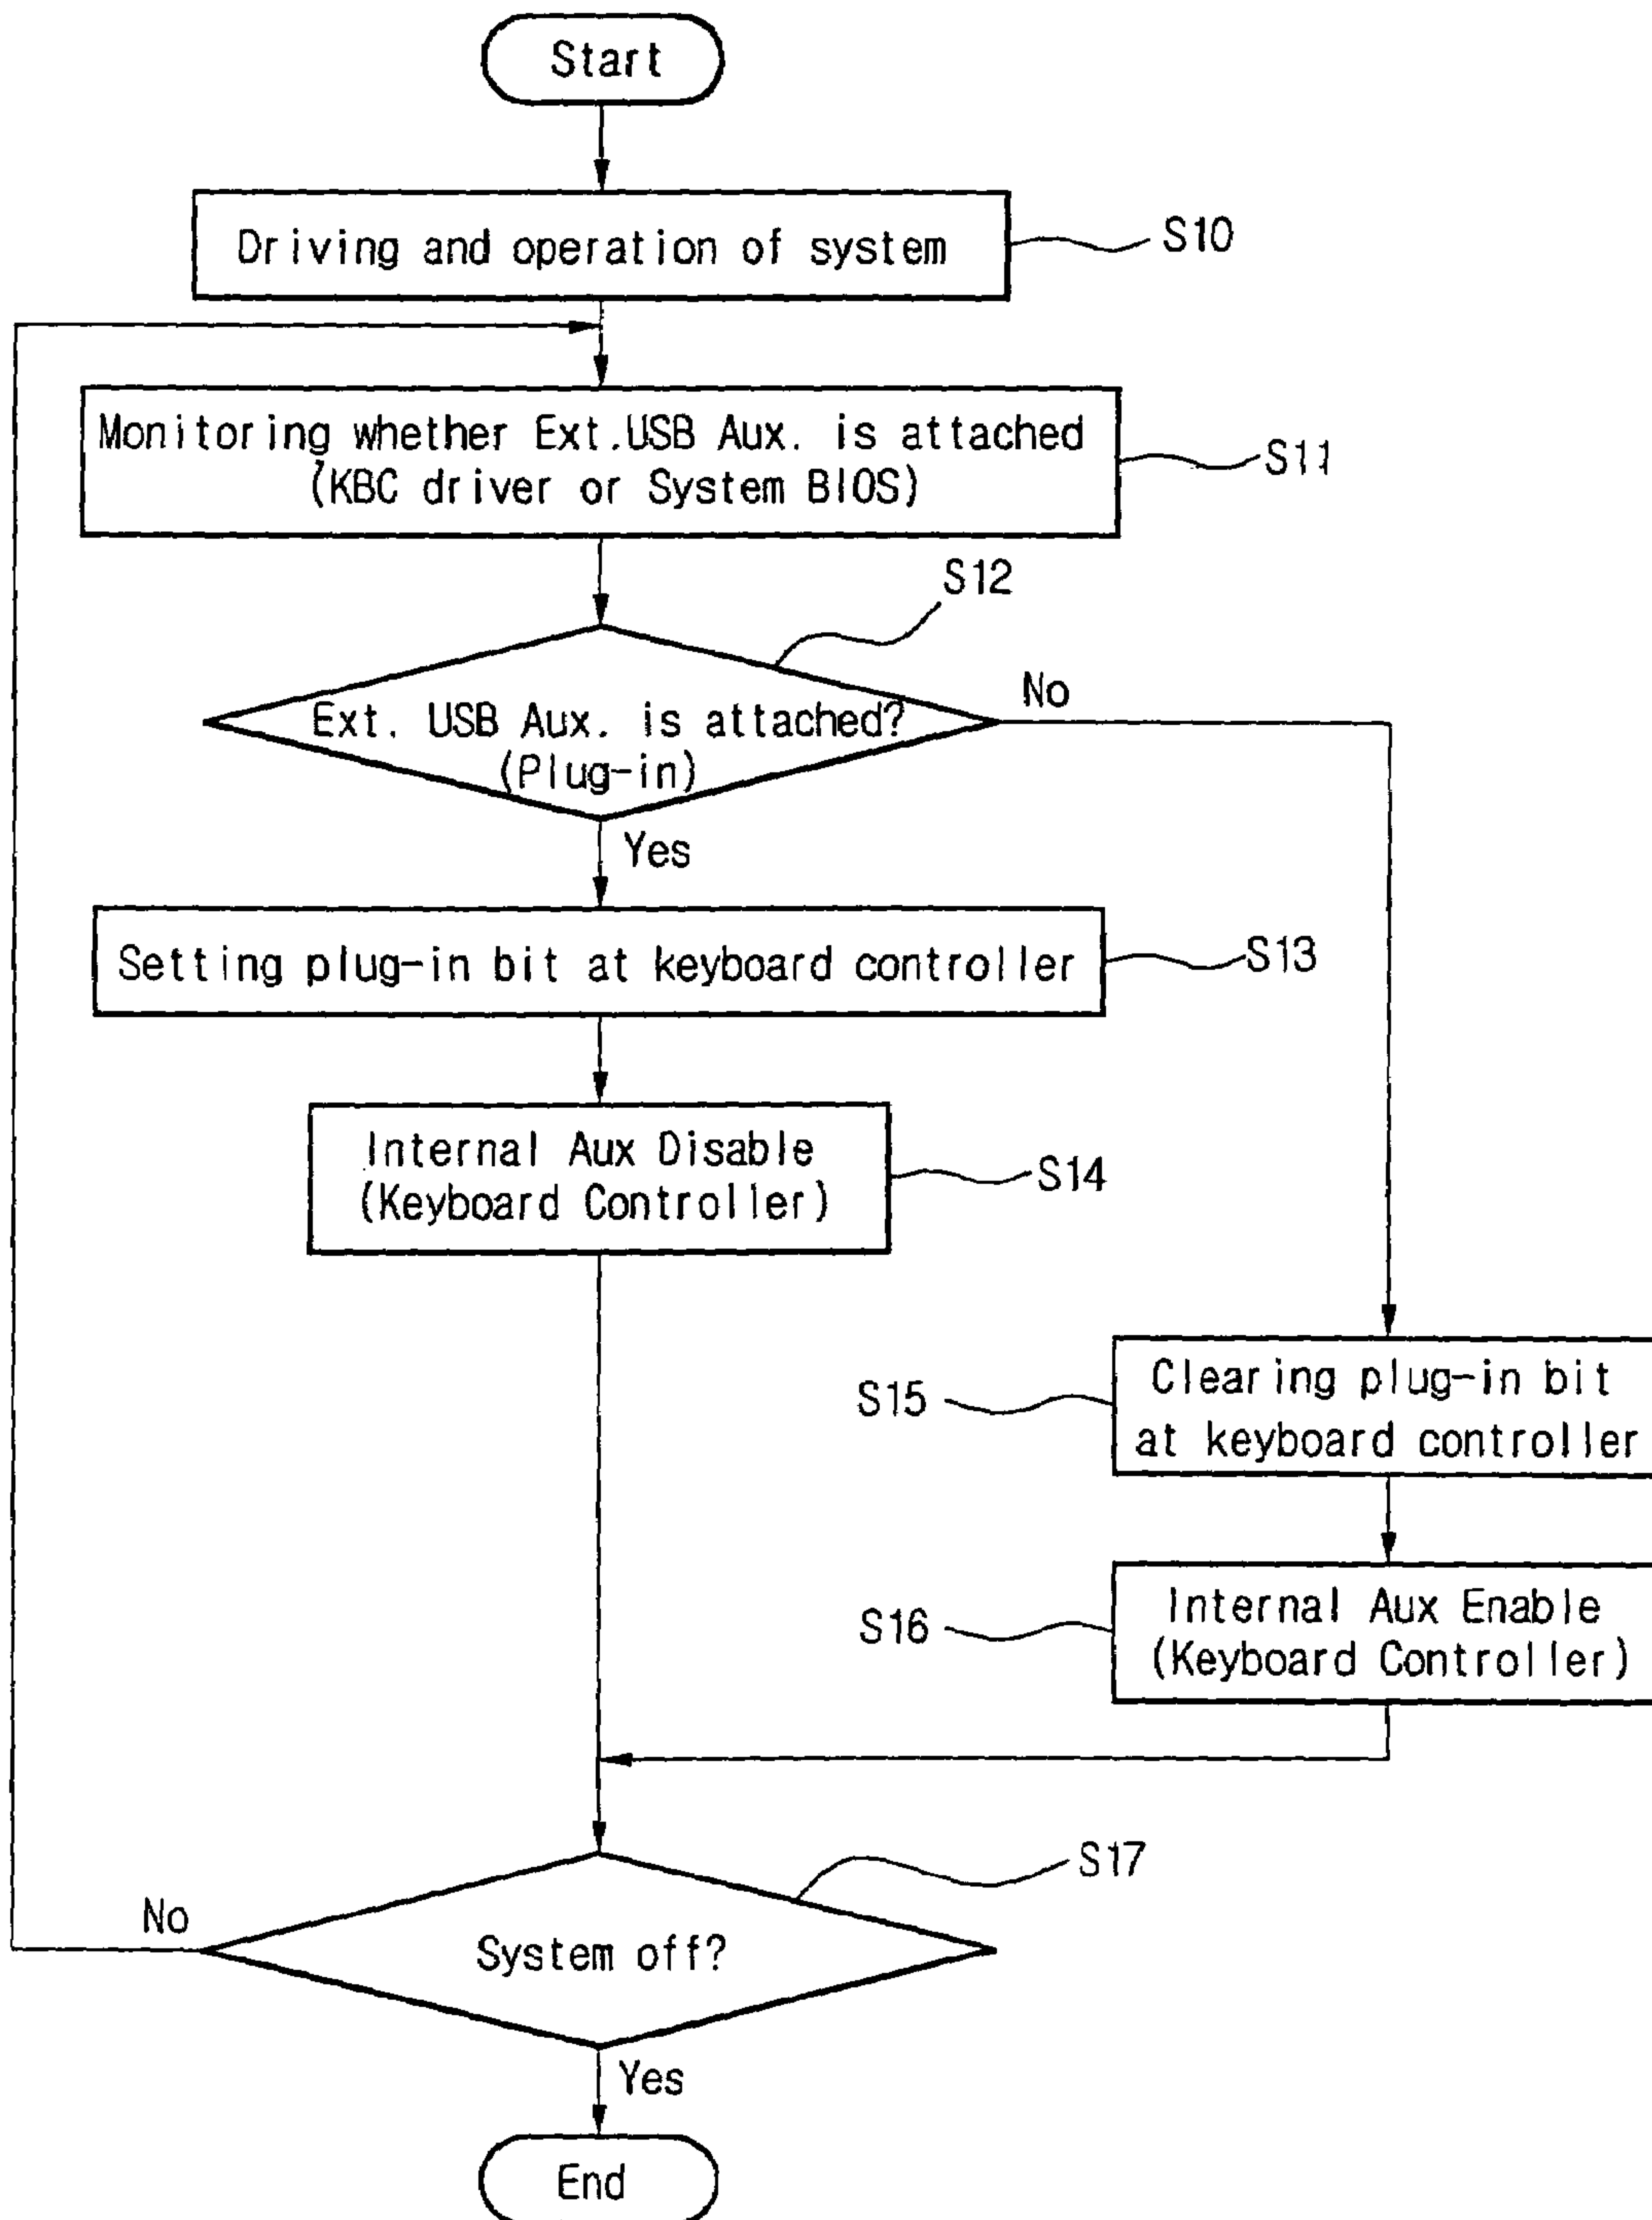 Start
Driving and operation of system
S10
Monitoring whether Ext.USB Aux. is attached
(KBC driver or System BIOS)
S11
S12
Ext. USB Aux. is attached?
(Plug-in)
No
Yes
Setting plug-in bit at keyboard controller
S13
Internal Aux Disable
(Keyboard Controller)
S14
S15
Clearing plug-in bit
at keyboard controller
S16
Internal Aux Enable
(Keyboard Controller)
S17
System off?
No
Yes
End